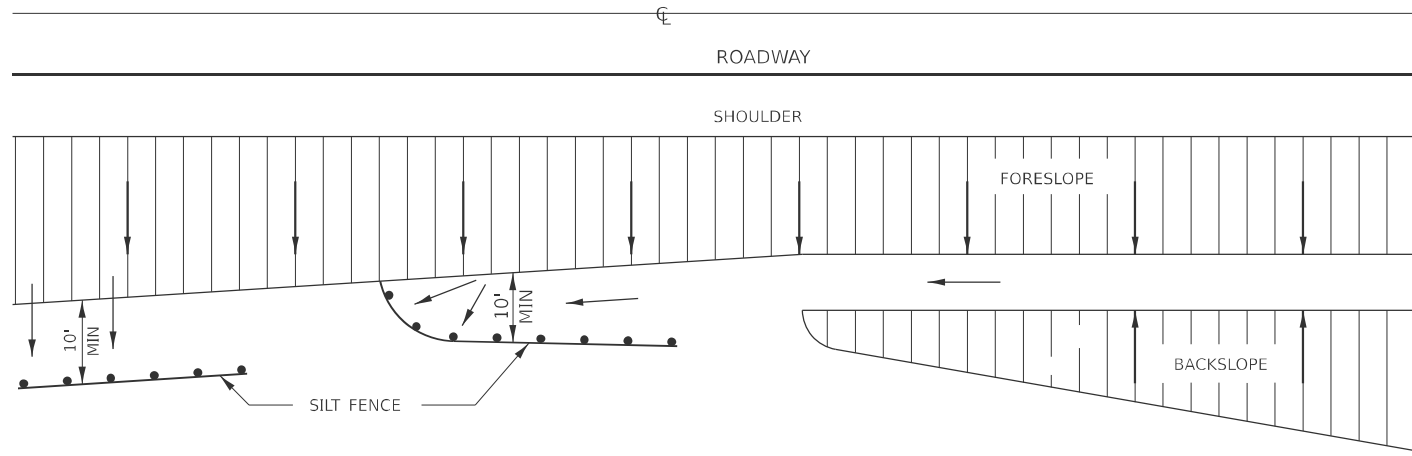 ℄
ROADWAY
SHOULDER
FORESLOPE
10'
MIN
10'
MIN
BACKSLOPE
SILT FENCE